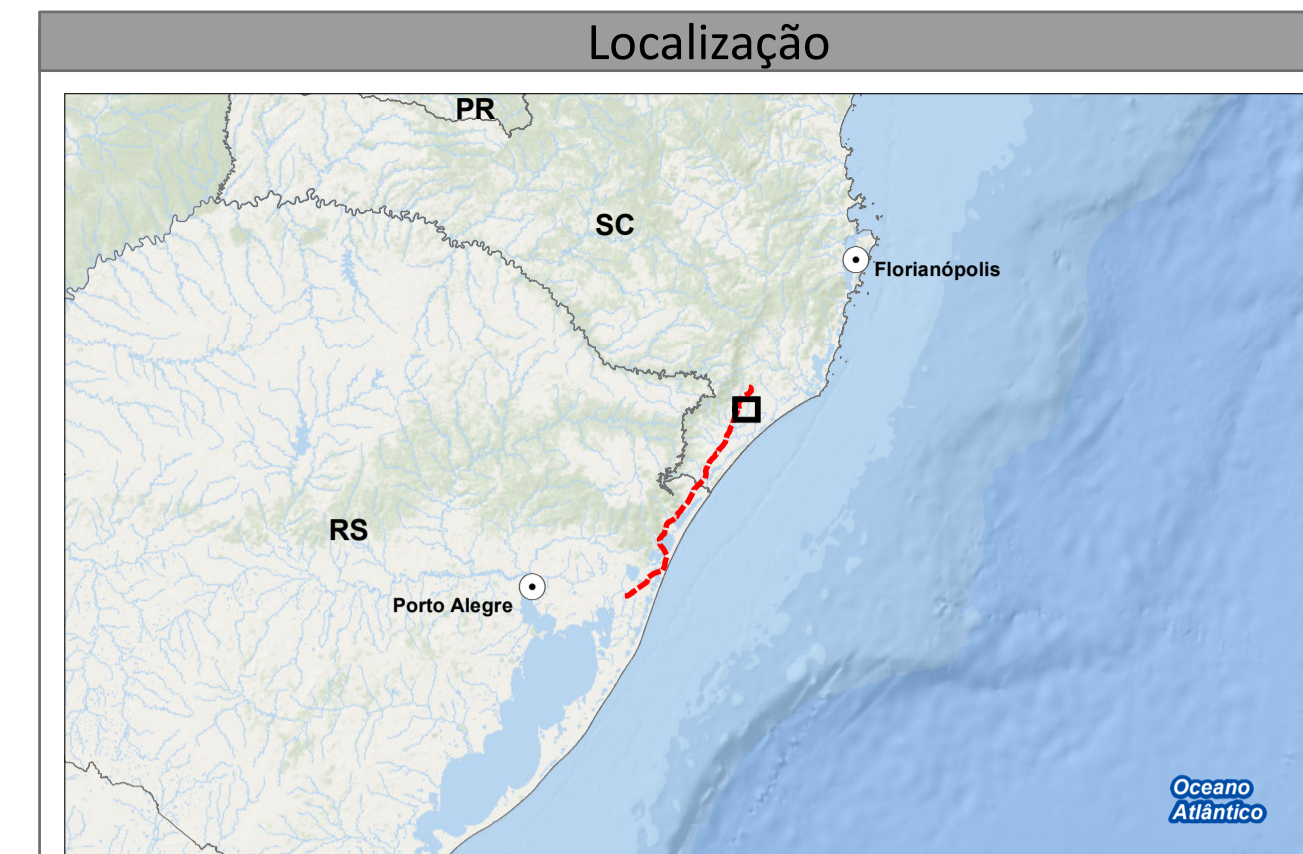 Localização
PR
SC
Florianópolis
RS
Porto Alegre
Oceano
Atlântico